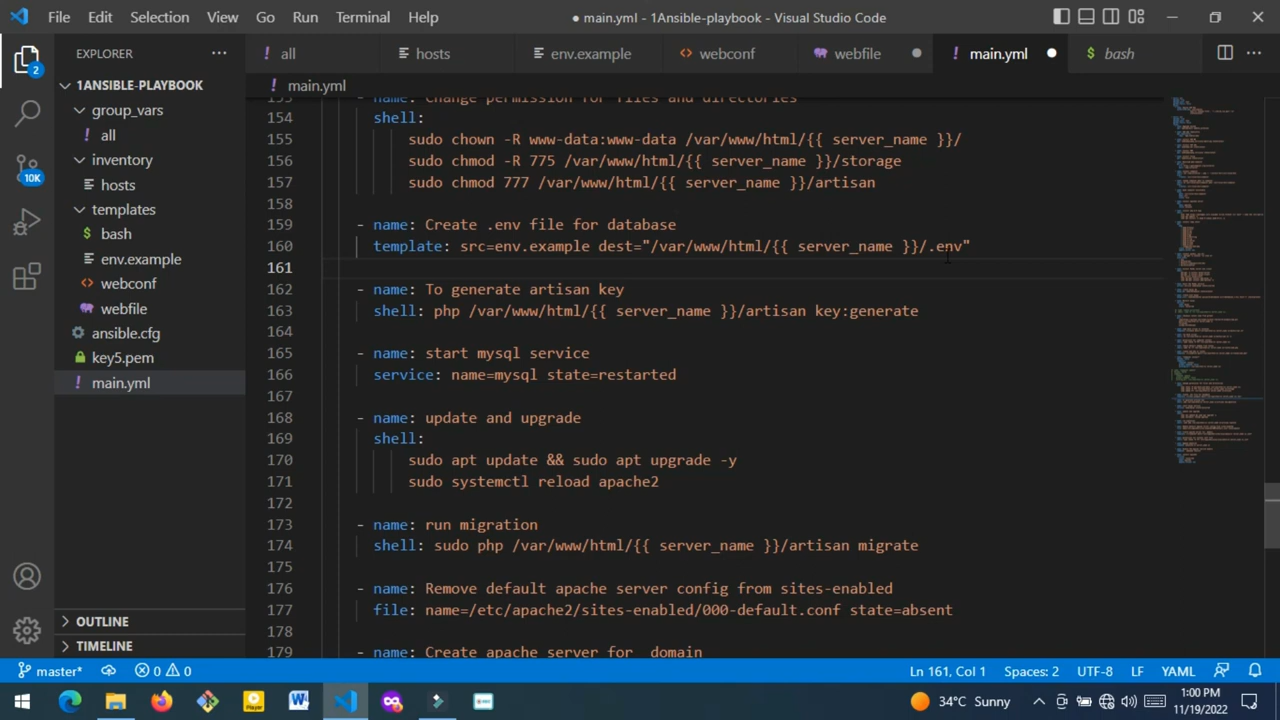 File Edit Selection View Go Run Terminal Help
● main.yml - 1Ansible-playbook - Visual Studio Code
EXPLORER ...
! all
hosts
env.example
webconf
webfile ●
! main.yml ●
$ bash
! main.yml
1ANSIBLE-PLAYBOOK
group_vars
! all
inventory
hosts
templates
$ bash
env.example
webconf
webfile
ansible.cfg
key5.pem
! main.yml
OUTLINE
TIMELINE
2
10K
153 - name: Change permission for files and directories
154 shell:
155 sudo chown -R www-data:www-data /var/www/html/{{ server_name }}/
156 sudo chmod -R 775 /var/www/html/{{ server_name }}/storage
157 sudo chmod 777 /var/www/html/{{ server_name }}/artisan
158
159 - name: Create .env file for database
160 template: src=env.example dest="/var/www/html/{{ server_name }}/.env"
161
162 - name: To generate artisan key
163 shell: php /var/www/html/{{ server_name }}/artisan key:generate
164
165 - name: start mysql service
166 service: name=mysql state=restarted
167
168 - name: update and upgrade
169 shell:
170 sudo apt update && sudo apt upgrade -y
171 sudo systemctl reload apache2
172
173 - name: run migration
174 shell: sudo php /var/www/html/{{ server_name }}/artisan migrate
175
176 - name: Remove default apache server config from sites-enabled
177 file: name=/etc/apache2/sites-enabled/000-default.conf state=absent
178
179 - name: Create apache server for  domain
master* 0 0
Ln 161, Col 1 Spaces: 2 UTF-8 LF YAML
Player
34°C Sunny
1:00 PM
11/19/2022